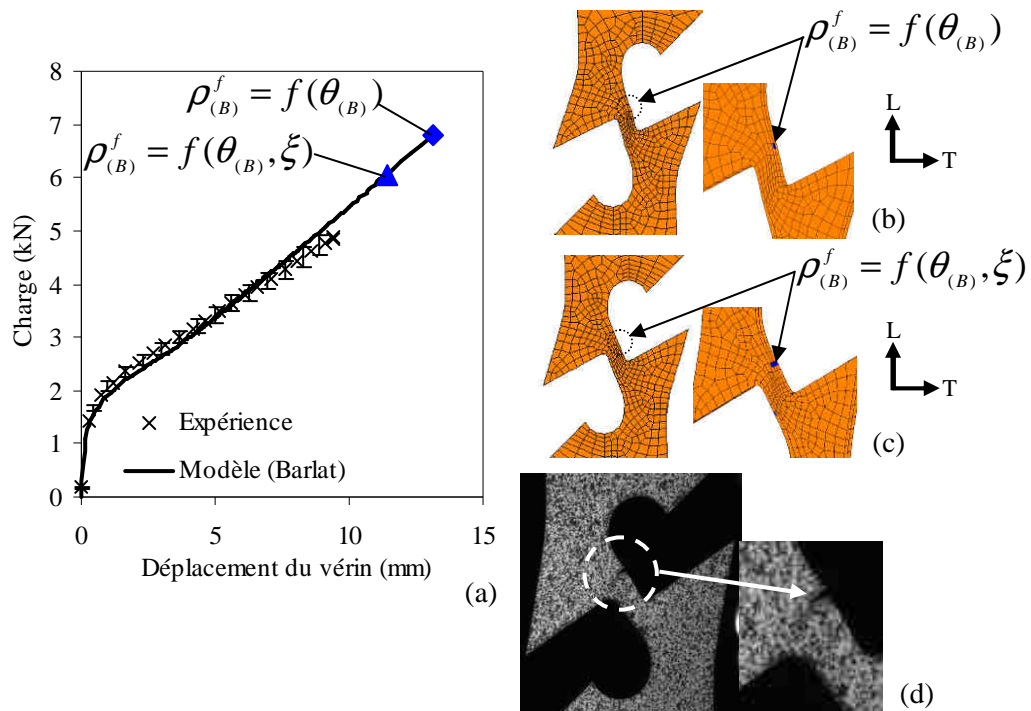 8
7
6
5
4
3
2
1
0
Charge (kN)
ρ^f_(B) = f(θ_(B))
ρ^f_(B) = f(θ_(B), ξ)
Expérience
Modèle (Barlat)
0 5 10 15
Déplacement du vérin (mm)
(a)
ρ^f_(B) = f(θ_(B))
L
T
(b)
ρ^f_(B) = f(θ_(B), ξ)
L
T
(c)
(d)